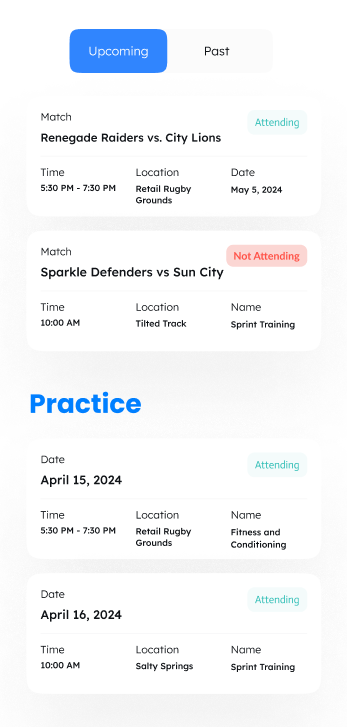 Upcoming Past
Match Attending
Renegade Raiders vs. City Lions
Time Location Date
5:30 PM - 7:30 PM Retail Rugby May 5, 2024
Grounds
Match Not Attending
Sparkle Defenders vs Sun City
Time Location Name
10:00 AM Tilted Track Sprint Training
Practice
Date Attending
April 15, 2024
Time Location Name
5:30 PM - 7:30 PM Retail Rugby Fitness and
Grounds Conditioning
Date Attending
April 16, 2024
Time Location Name
10:00 AM Salty Springs Sprint Training